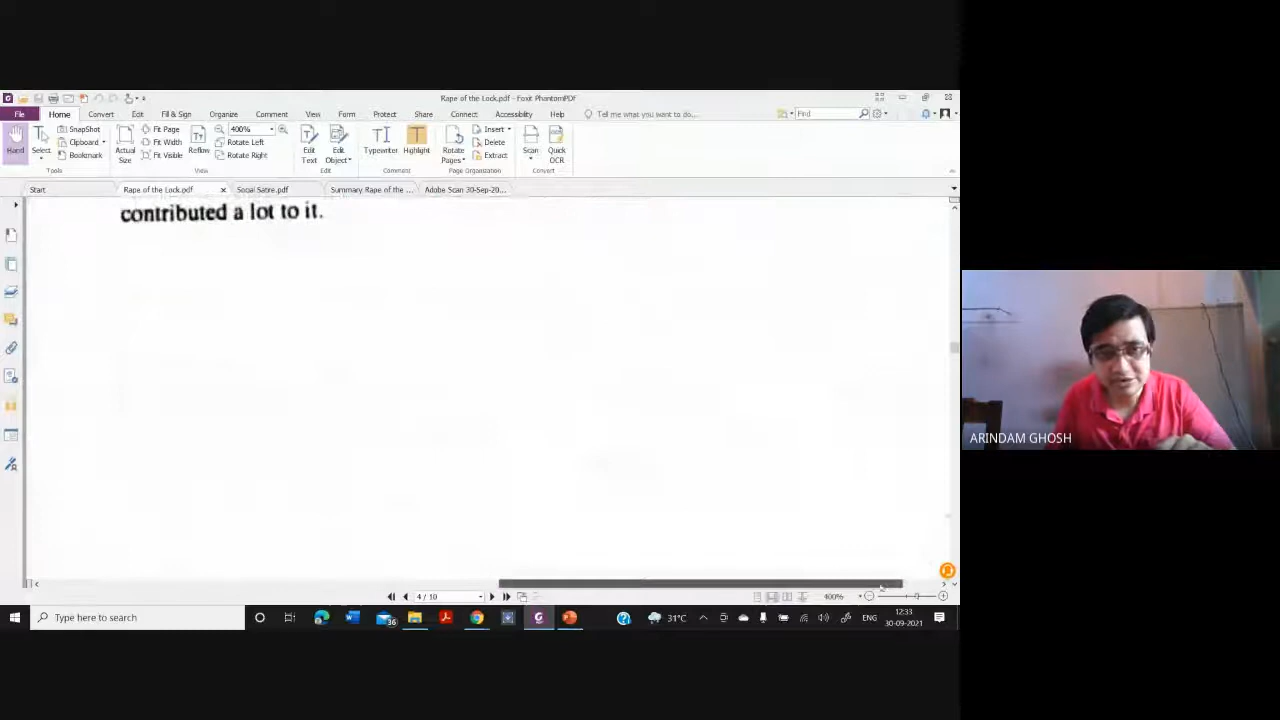 Rape of the Lock.pdf - Foxit PhantomPDF
File Home Convert Edit Fill & Sign Organize Comment View Form Protect Share Connect Accessibility Help Tell me what you want to do... Find
Hand
Select
SnapShot
Clipboard
Bookmark
Tools
Actual Size
Fit Page
Fit Width
Fit Visible
Reflow
400%
Rotate Left
Rotate Right
View
Edit Text
Edit Object
Edit
Typewriter
Highlight
Comment
Rotate Pages
Insert
Delete
Extract
Page Organization
Scan
Quick OCR
Convert
Start Rape of the Lock.pdf Social Satre.pdf Summary Rape of the ... Adobe Scan 30-Sep-20...
contributed a lot to it.
4 / 10
400%
Type here to search
36
31°C
ENG
12:33
30-09-2021
ARINDAM GHOSH